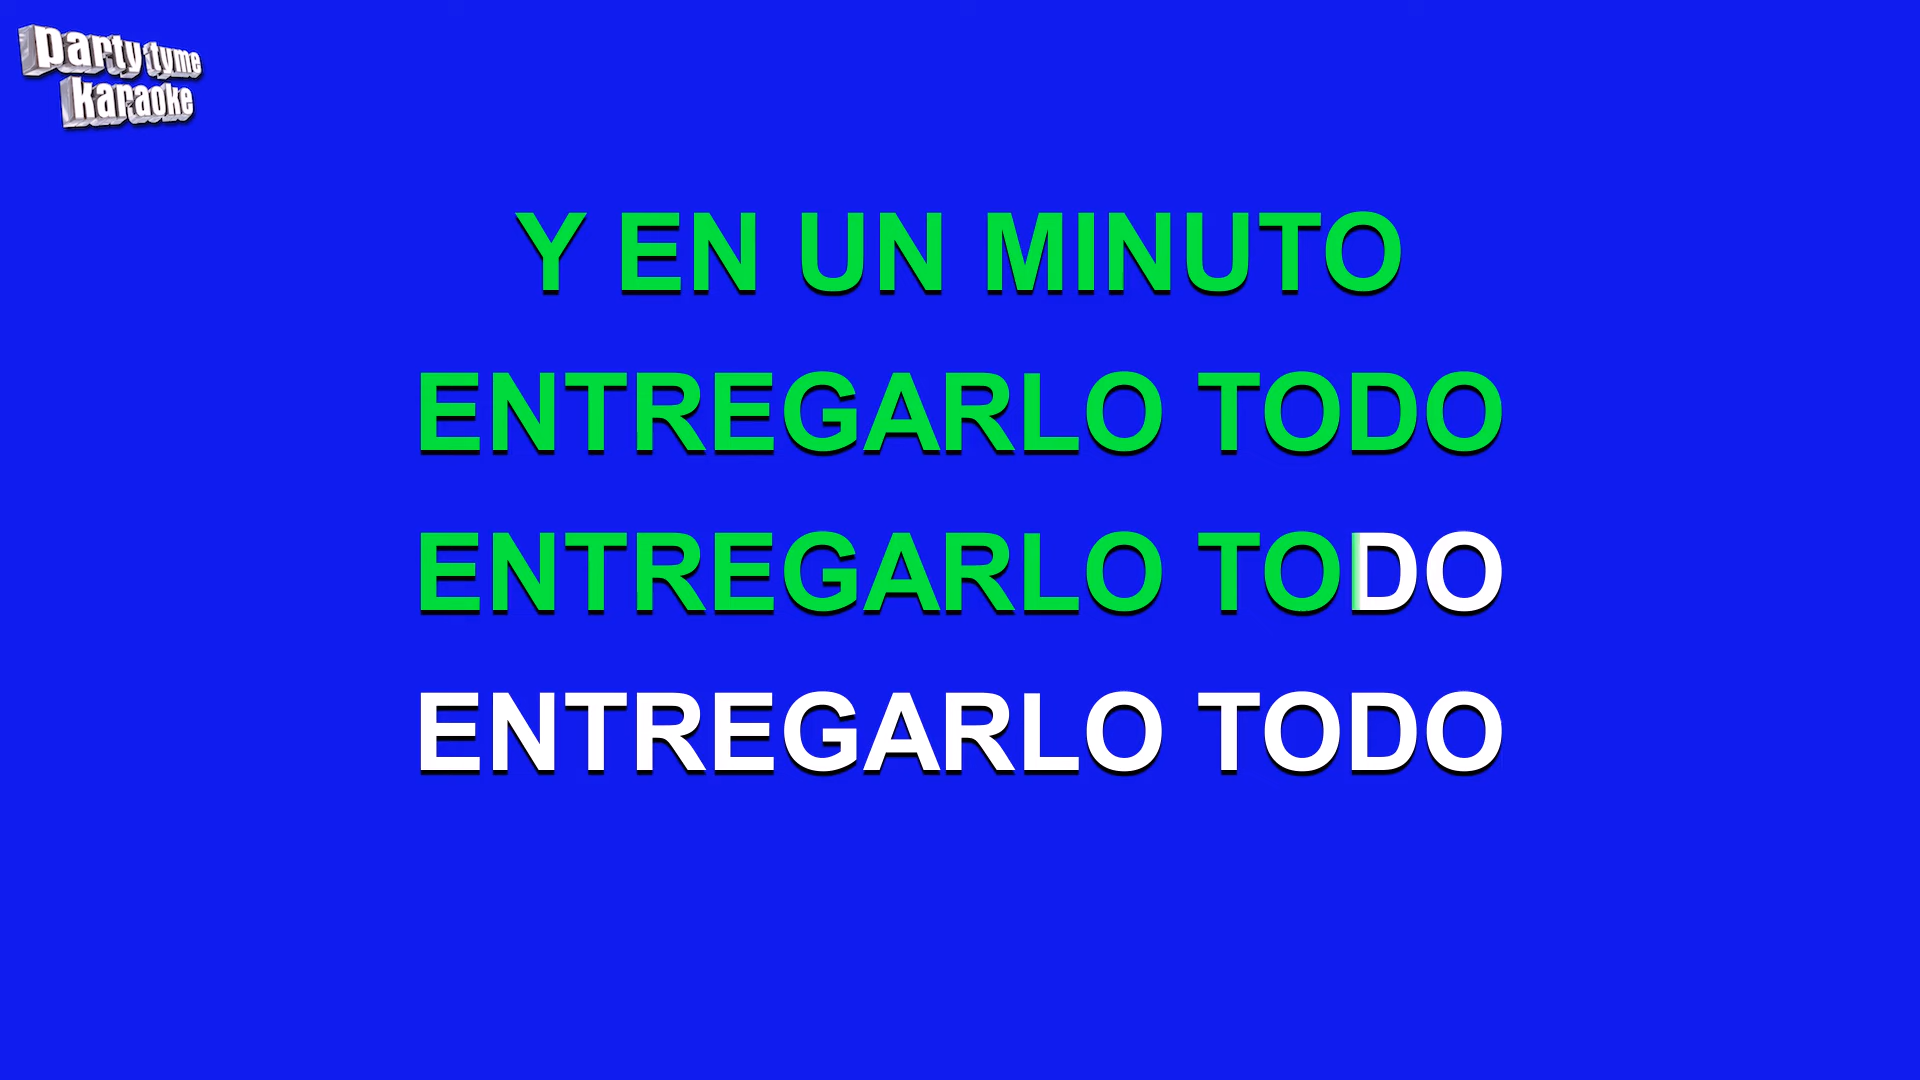 party tyme
karaoke
Y EN UN MINUTO
ENTREGARLO TODO
ENTREGARLO TODO
ENTREGARLO TODO